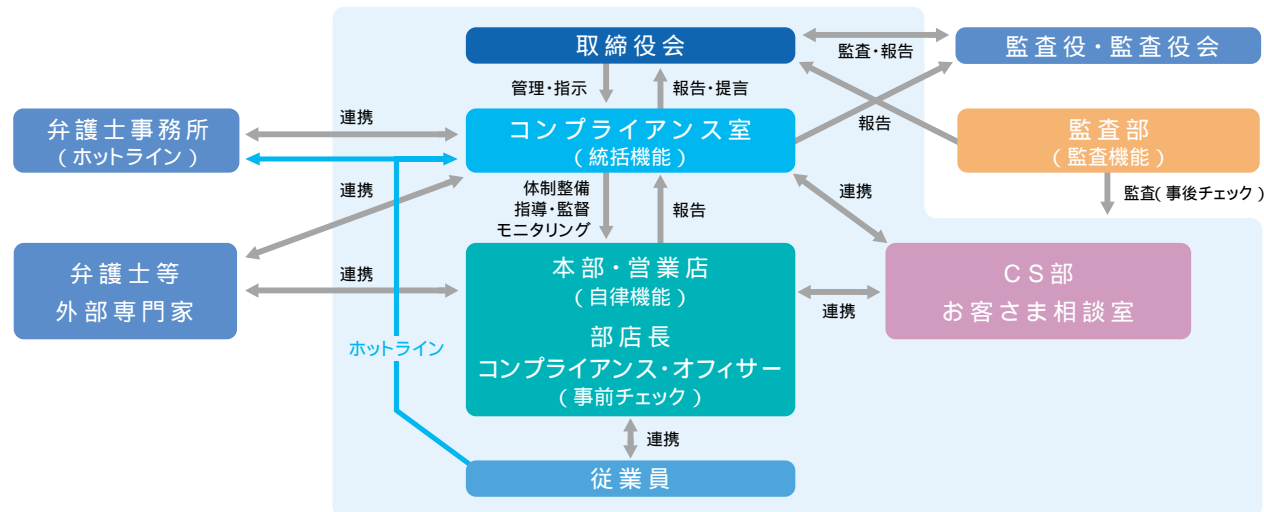 取締役会
監査役・監査役会
監査・報告
管理・指示
報告・提言
弁護士事務所
(ホットライン)
連携
コンプライアンス室
(統括機能)
報告
監査部
(監査機能)
連携
体制整備
指導・監督
モニタリング
報告
連携
監査(事後チェック)
弁護士等
外部専門家
連携
本部・営業店
(自律機能)
部店長
コンプライアンス・オフィサー
(事前チェック)
連携
CS部
お客さま相談室
ホットライン
連携
従業員